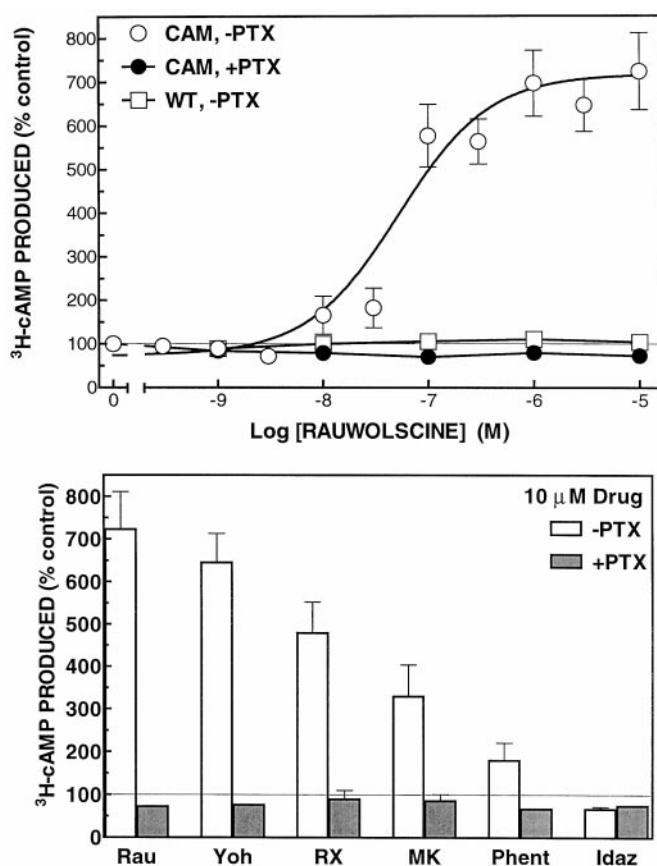 CAM, -PTX
CAM, +PTX
WT, -PTX
³H-cAMP PRODUCED (% control)
800
700
600
500
400
300
200
100
0
0 -9 -8 -7 -6 -5
Log [RAUWOLSCINE] (M)
10 μM Drug
-PTX
+PTX
³H-cAMP PRODUCED (% control)
800
700
600
500
400
300
200
100
0
Rau Yoh RX MK Phent Idaz